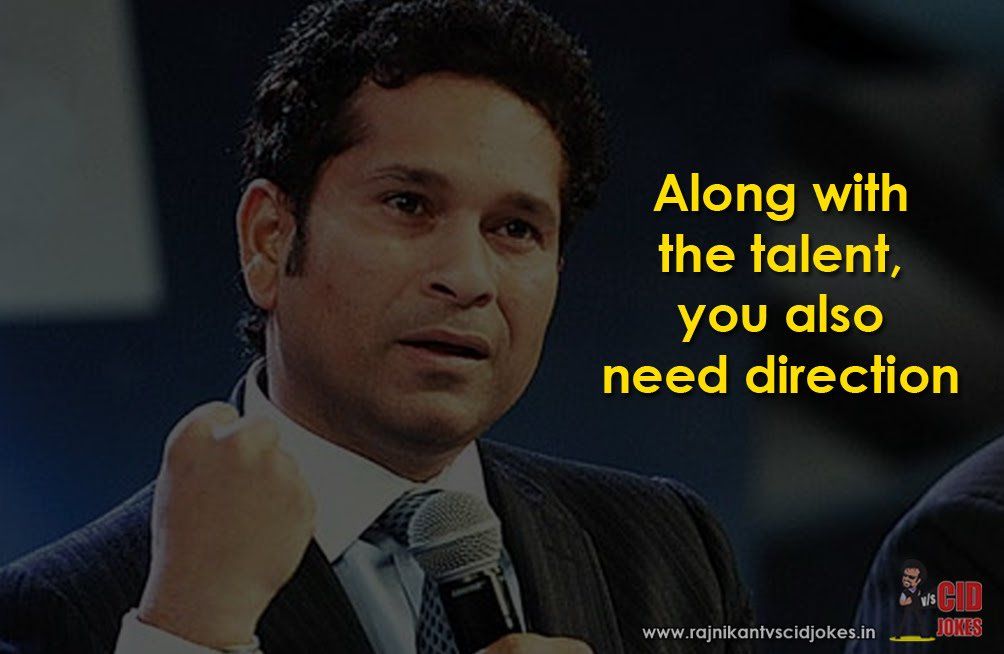 Along with
the talent,
you also
need direction
V/s CID
JOKES
www.rajnikantvscidjokes.in